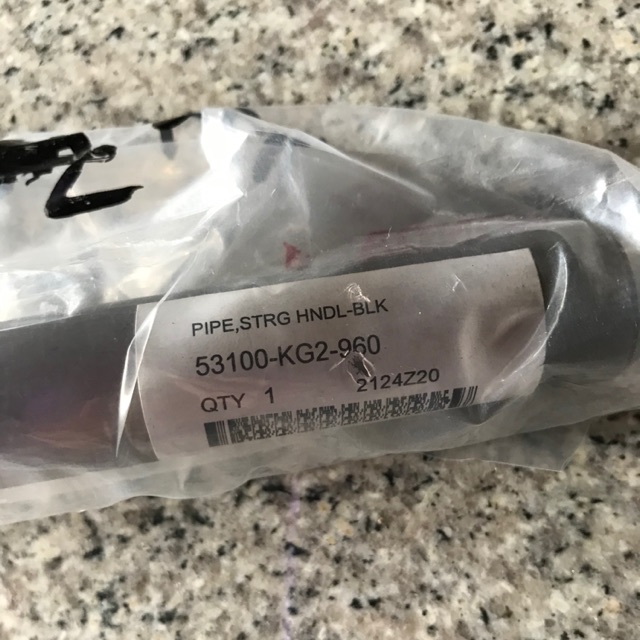 PIPE,STRG HNDL-BLK
53100-KG2-960
QTY 1 2124Z20